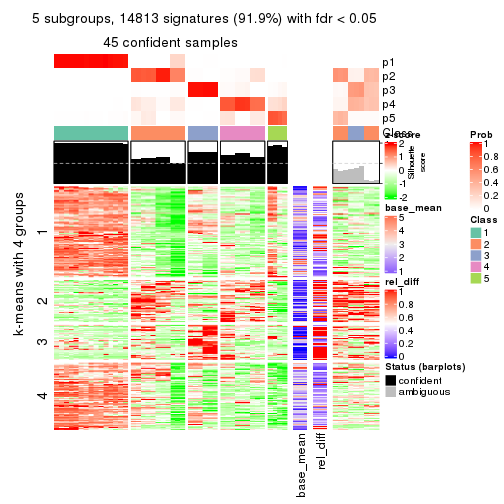 5 subgroups, 14813 signatures (91.9%) with fdr < 0.05
45 confident samples
p1
p2
p3
p4
p5
Class
k-means with 4 groups
1
2
3
4
base_mean
rel_diff
z-score
2
1
0
-1
-2
Silhouette
score
base_mean
5
4
3
2
1
rel_diff
1
0.8
0.6
0.4
0.2
0
Status (barplots)
confident
ambiguous
Prob
1
0.8
0.6
0.4
0.2
0
Class
1
2
3
4
5